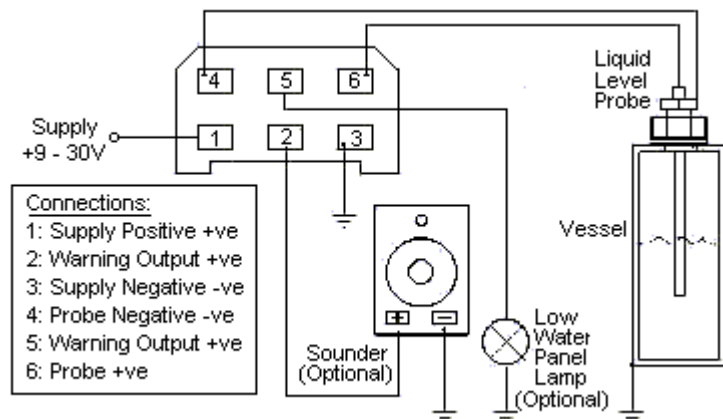 4
5
6
1
2
3
Supply
+9 - 30V
Liquid
Level
Probe
Vessel
Connections:
1: Supply Positive +ve
2: Warning Output +ve
3: Supply Negative -ve
4: Probe Negative -ve
5: Warning Output +ve
6: Probe +ve
+ -
Sounder
(Optional)
Low
Water
Panel
Lamp
(Optional)